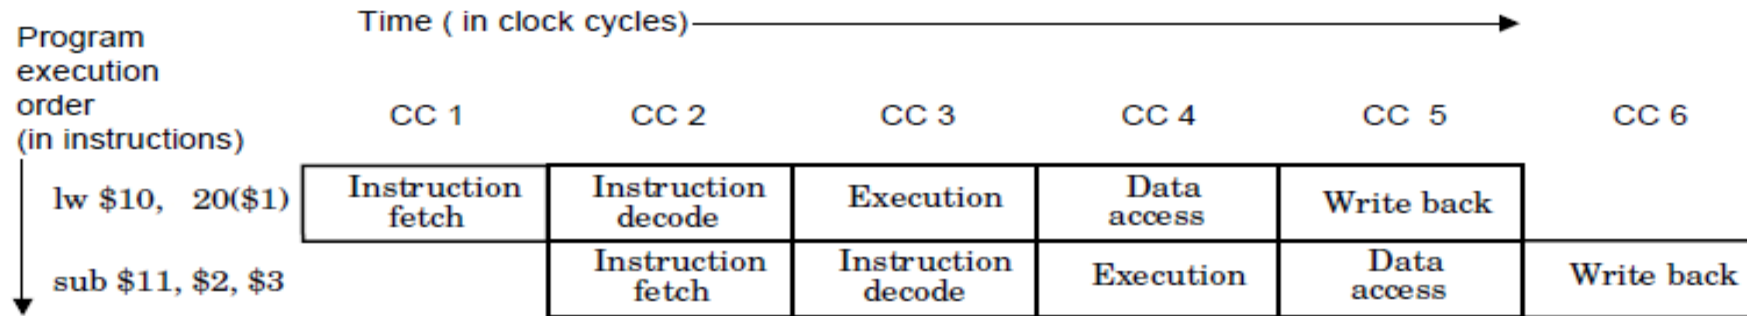 Time ( in clock cycles)
Program
execution
order
(in instructions)
CC 1 CC 2 CC 3 CC 4 CC 5 CC 6
lw $10, 20($1)
Instruction
fetch
Instruction
decode
Execution
Data
access
Write back
sub $11, $2, $3
Instruction
fetch
Instruction
decode
Execution
Data
access
Write back